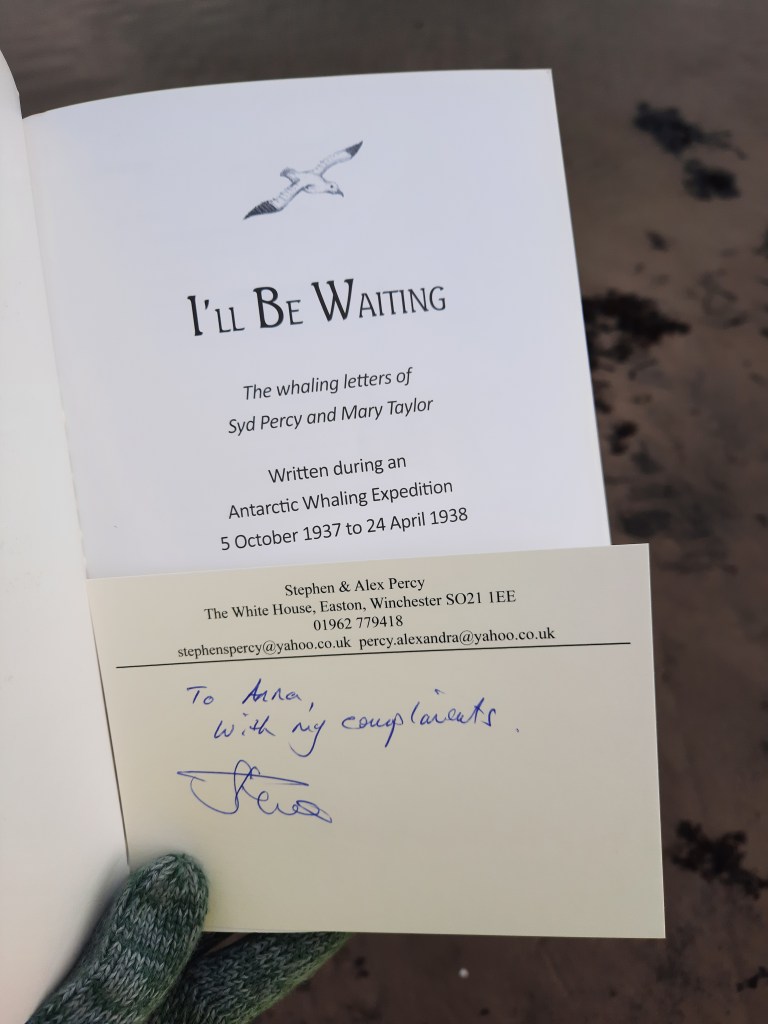 I'LL BE WAITING
The whaling letters of
Syd Percy and Mary Taylor
Written during an
Antarctic Whaling Expedition
5 October 1937 to 24 April 1938
Stephen & Alex Percy
The White House, Easton, Winchester SO21 1EE
01962 779418
stephenspercy@yahoo.co.uk percy.alexandra@yahoo.co.uk
To Anna,
with my compliments.